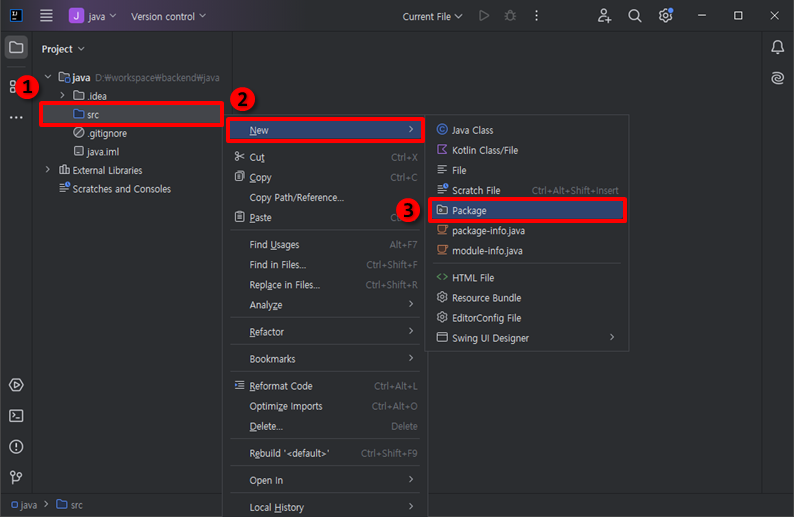 J java
Version control
Current File
Project
java D:₩workspace₩backend₩java
.idea
1
src
.gitignore
java.iml
External Libraries
Scratches and Consoles
2
New
Cut Ctrl+X
Copy Ctrl+C
Copy Path/Reference...
Paste
Find Usages Alt+F7
Find in Files... Ctrl+Shift+F
Replace in Files... Ctrl+Shift+R
Analyze
Refactor
Bookmarks
Reformat Code Ctrl+Alt+L
Optimize Imports Ctrl+Alt+O
Delete... Delete
Rebuild '<default>' Ctrl+Shift+F9
Open In
Local History
Java Class
Kotlin Class/File
File
Scratch File Ctrl+Alt+Shift+Insert
3
Package
package-info.java
module-info.java
HTML File
Resource Bundle
EditorConfig File
Swing UI Designer
java > src